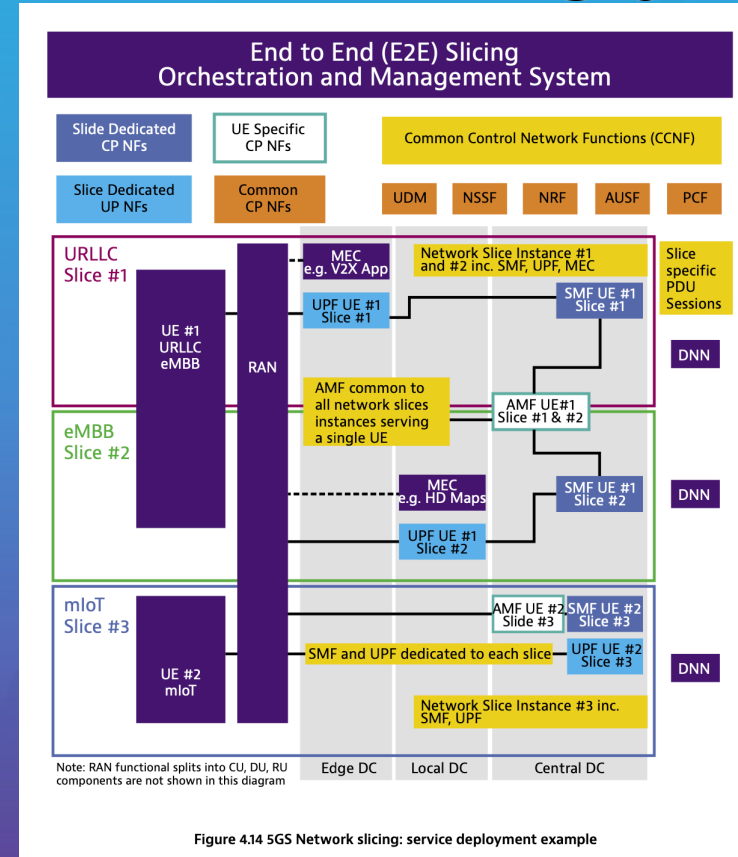 End to End (E2E) Slicing
Orchestration and Management System
Slide Dedicated
CP NFs
UE Specific
CP NFs
Common Control Network Functions (CCNF)
Slice Dedicated
UP NFs
Common
CP NFs
UDM
NSSF
NRF
AUSF
PCF
URLLC
Slice #1
MEC
e.g. V2X App
Network Slice Instance #1
and #2 inc. SMF, UPF, MEC
Slice
specific
PDU
Sessions
UPF UE #1
Slice #1
SMF UE #1
Slice #1
UE #1
URLLC
eMBB
RAN
DNN
AMF common to
all network slices
instances serving
a single UE
AMF UE#1
Slice #1 & #2
eMBB
Slice #2
MEC
e.g. HD Maps
SMF UE #1
Slice #2
DNN
UPF UE #1
Slice #2
mIoT
Slice #3
AMF UE #2
Slide #3
SMF UE #2
Slice #3
UE #2
mIoT
SMF and UPF dedicated to each slice
UPF UE #2
Slice #3
DNN
Network Slice Instance #3 inc.
SMF, UPF
Note: RAN functional splits into CU, DU, RU
components are not shown in this diagram
Edge DC
Local DC
Central DC
Figure 4.14 5GS Network slicing: service deployment example